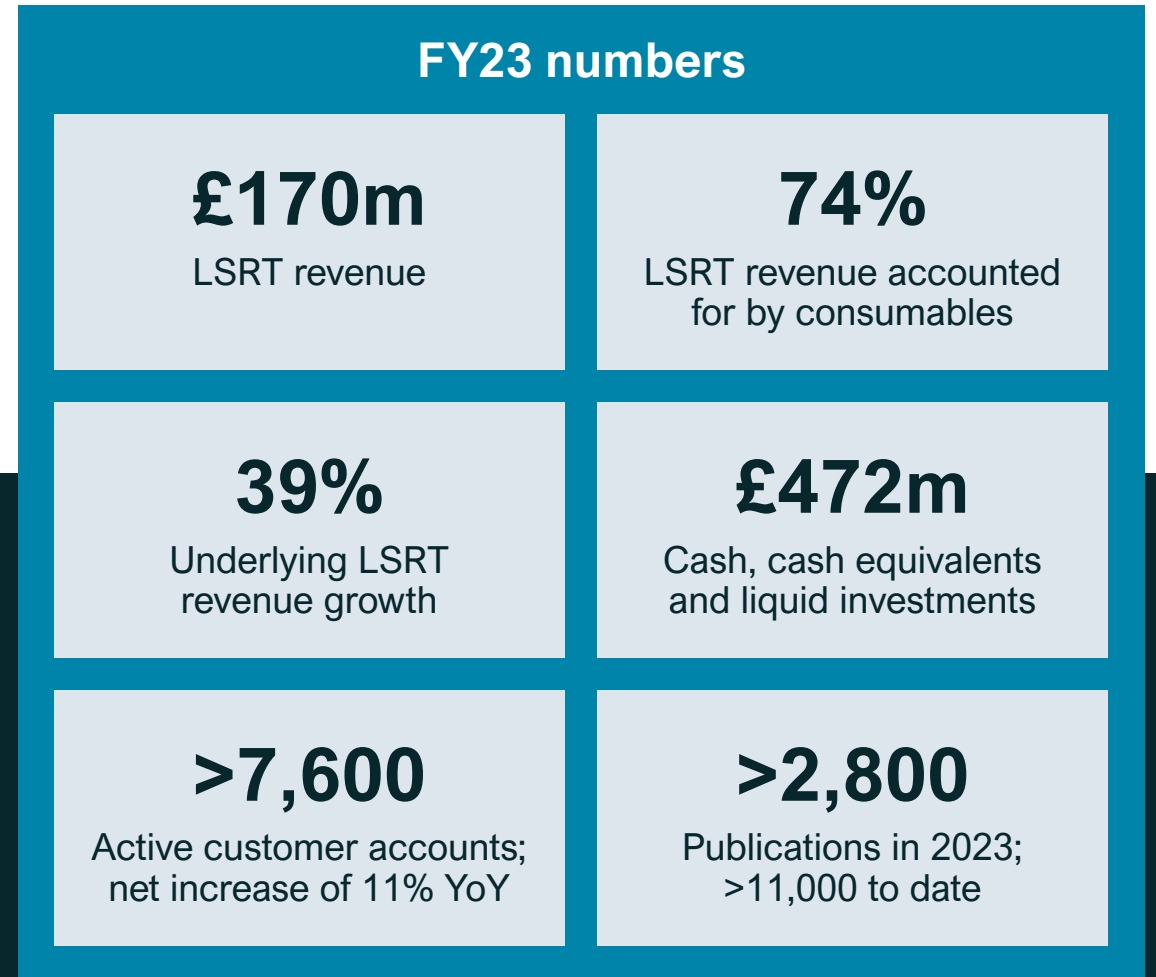 FY23 numbers
£170m
LSRT revenue
74%
LSRT revenue accounted
for by consumables
39%
Underlying LSRT
revenue growth
£472m
Cash, cash equivalents
and liquid investments
>7,600
Active customer accounts;
net increase of 11% YoY
>2,800
Publications in 2023;
>11,000 to date